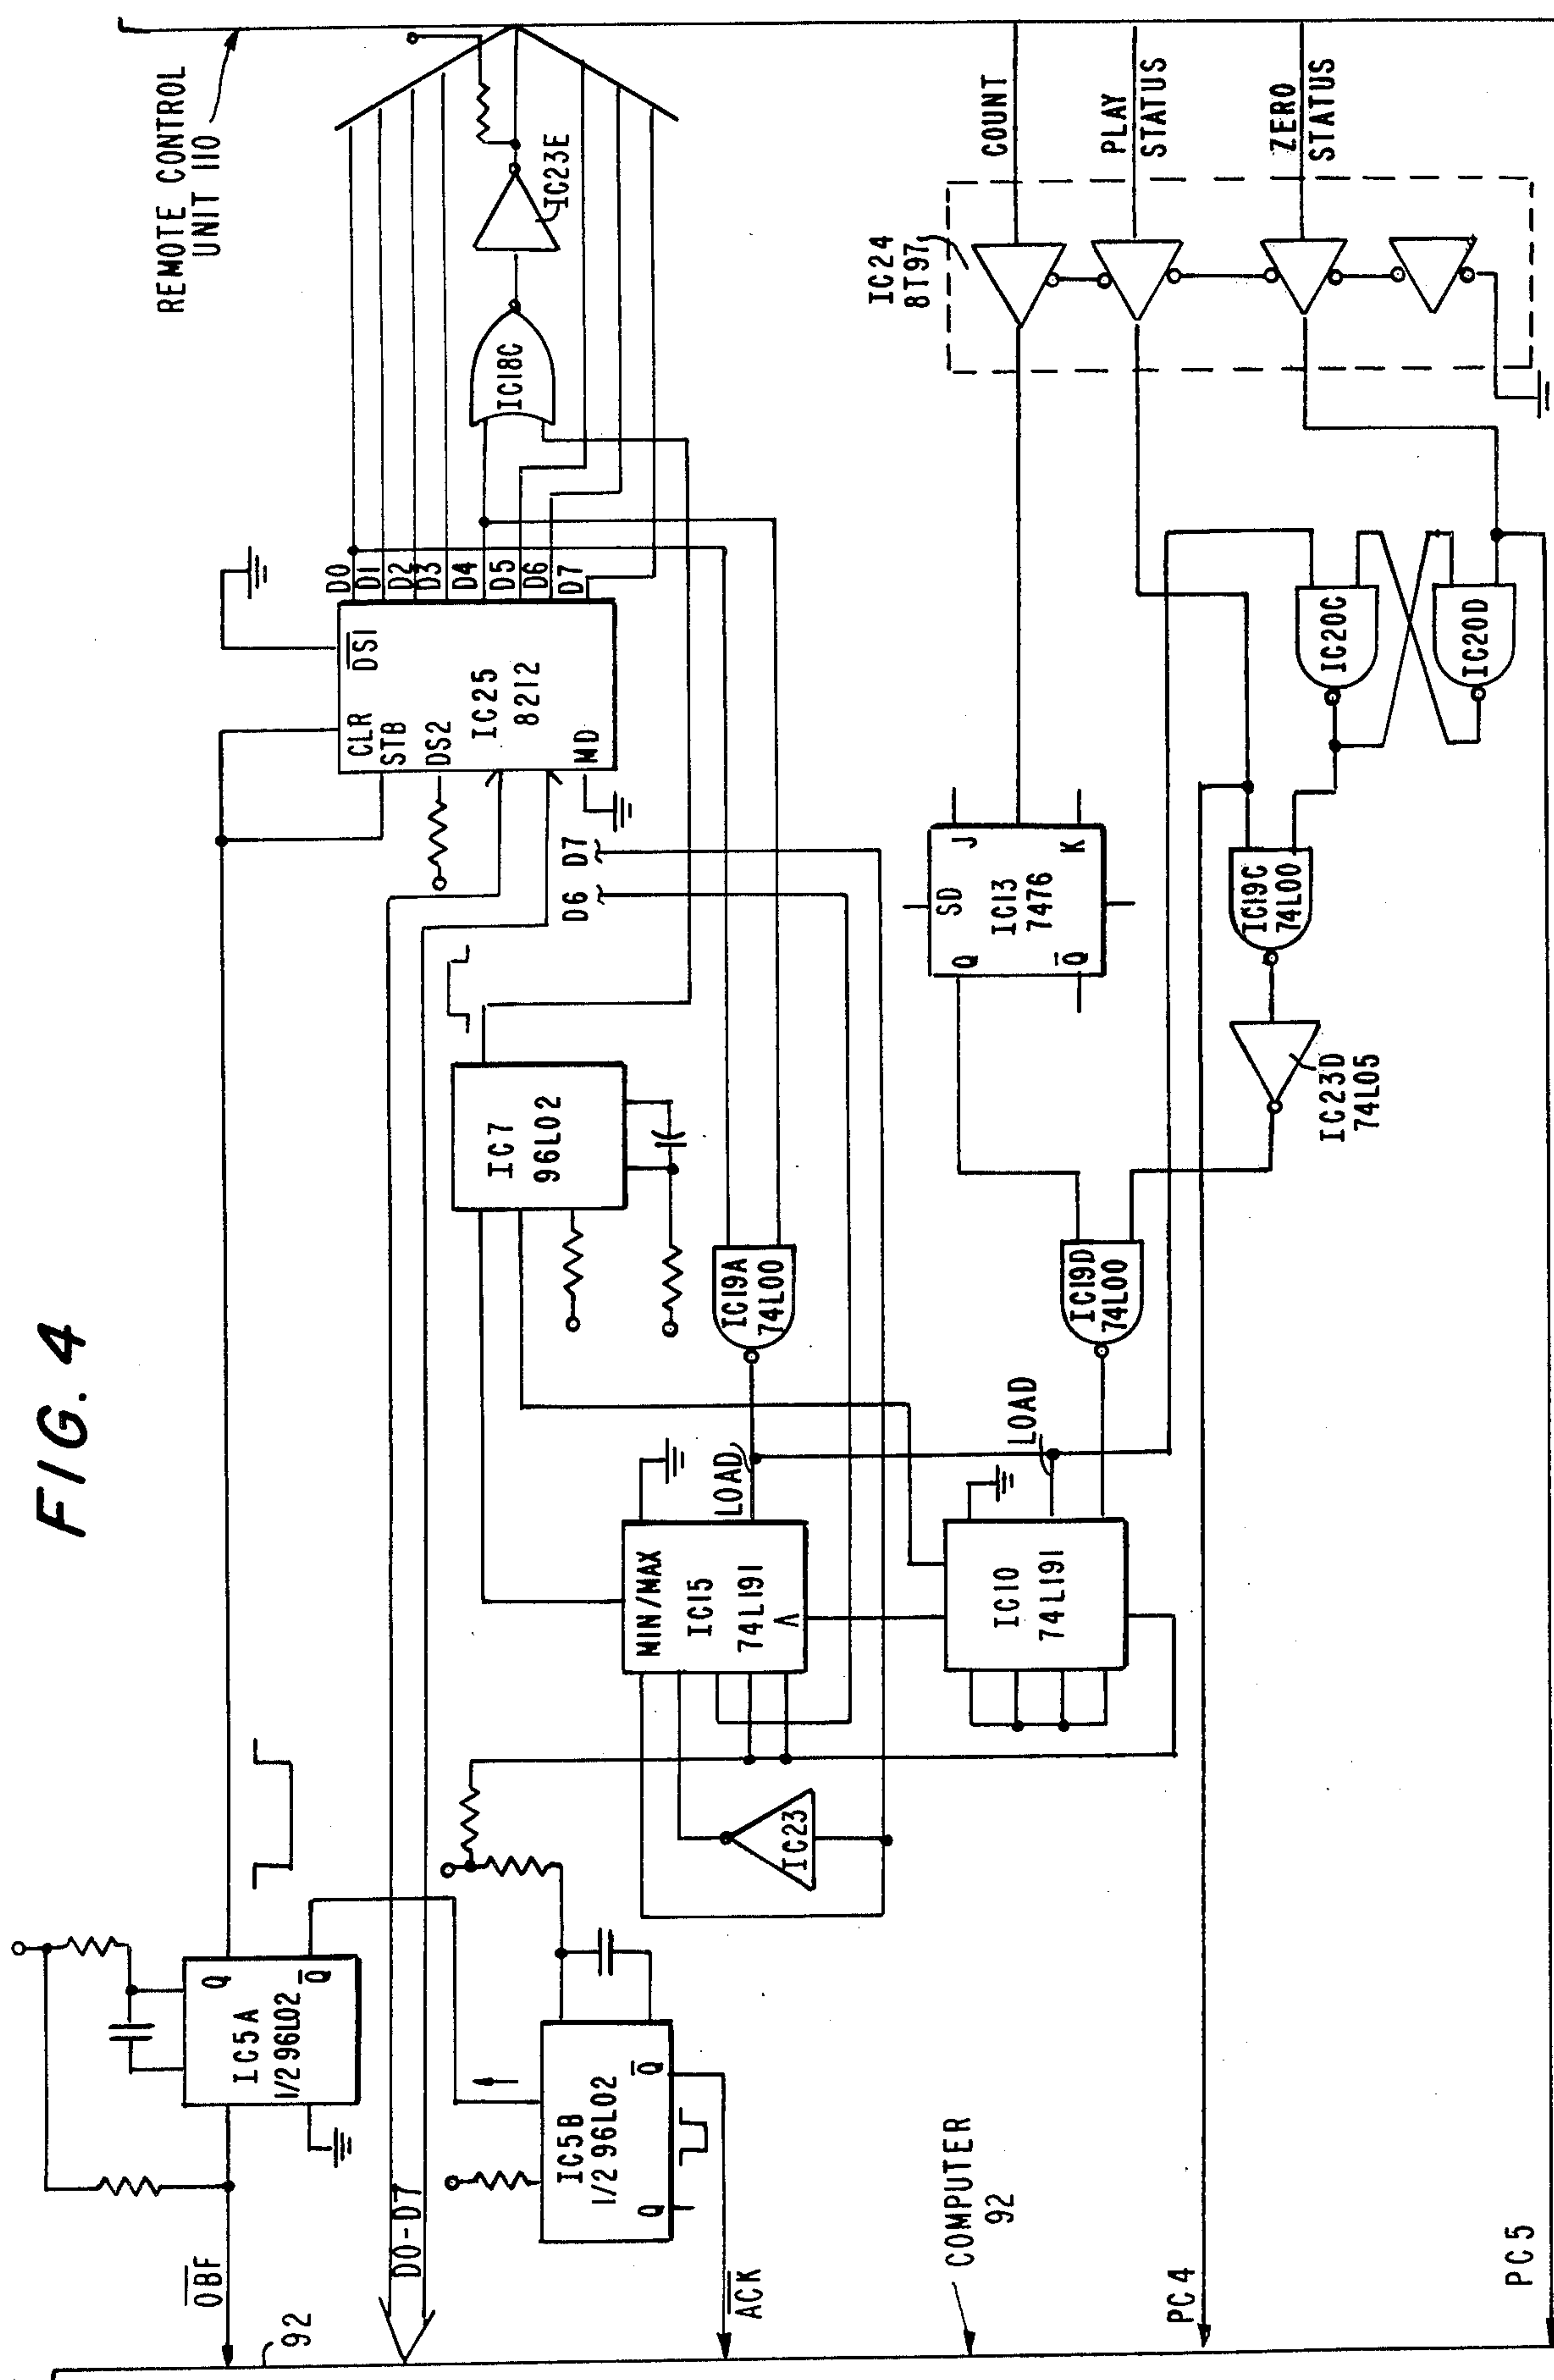 FIG. 4
REMOTE CONTROL
UNIT 110
92
OBF
IC5A
1/2 96L02
Q
Q
D0-D7
ACK
IC5B
1/2 96L02
Q
Q
COMPUTER
92
PC4
PC5
IC23
MIN/MAX
IC15
74L191
LOAD
IC10
74L191
LOAD
IC7
96L02
IC19A
74L00
IC19D
74L00
IC23D
74L05
IC19C
74L00
D6
D7
CLR
STB
DS2
DS1
IC25
8212
MD
D0
D1
D2
D3
D4
D5
D6
D7
IC18C
IC23E
SD
J
Q
IC13
7476
Q
K
IC20C
IC20D
IC24
8T97
COUNT
PLAY
STATUS
ZERO
STATUS